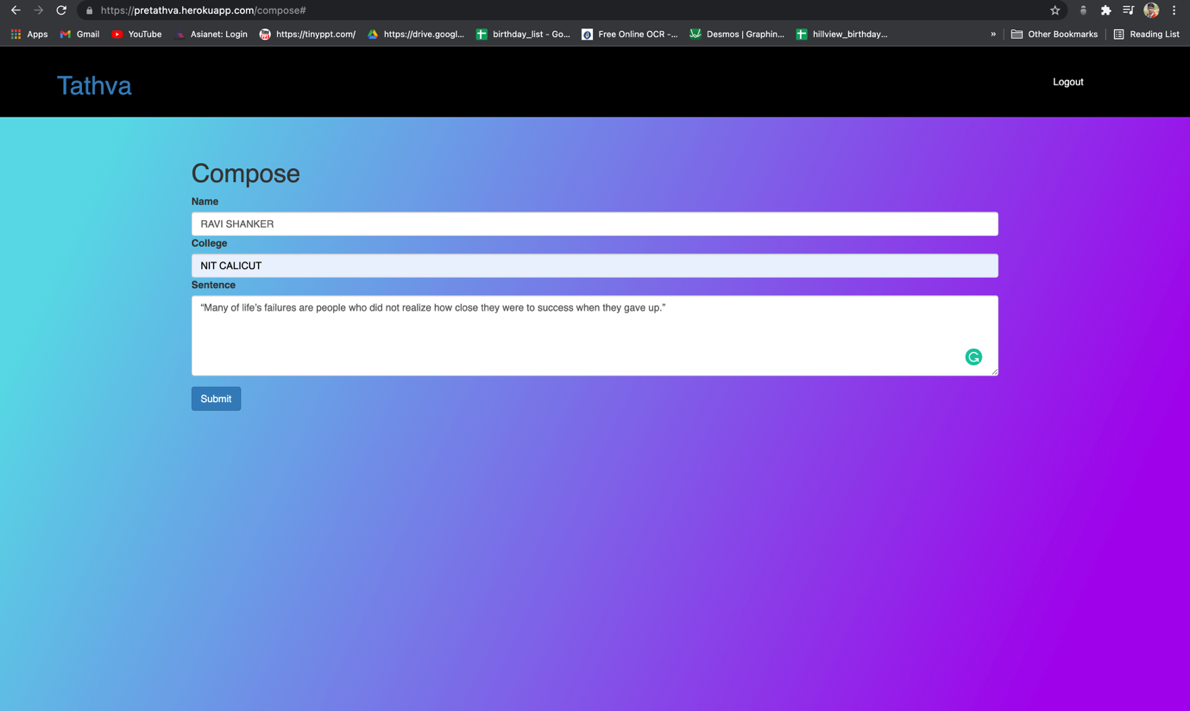 https://pretathva.herokuapp.com/compose#
Apps Gmail YouTube Asianet: Login https://tinyppt.com/ https://drive.googl... birthday_list - Go... Free Online OCR -... Desmos | Graphin... hillview_birthday... » Other Bookmarks Reading List
Tathva Logout
Compose
Name
RAVI SHANKER
College
NIT CALICUT
Sentence
“Many of life’s failures are people who did not realize how close they were to success when they gave up.”
Submit